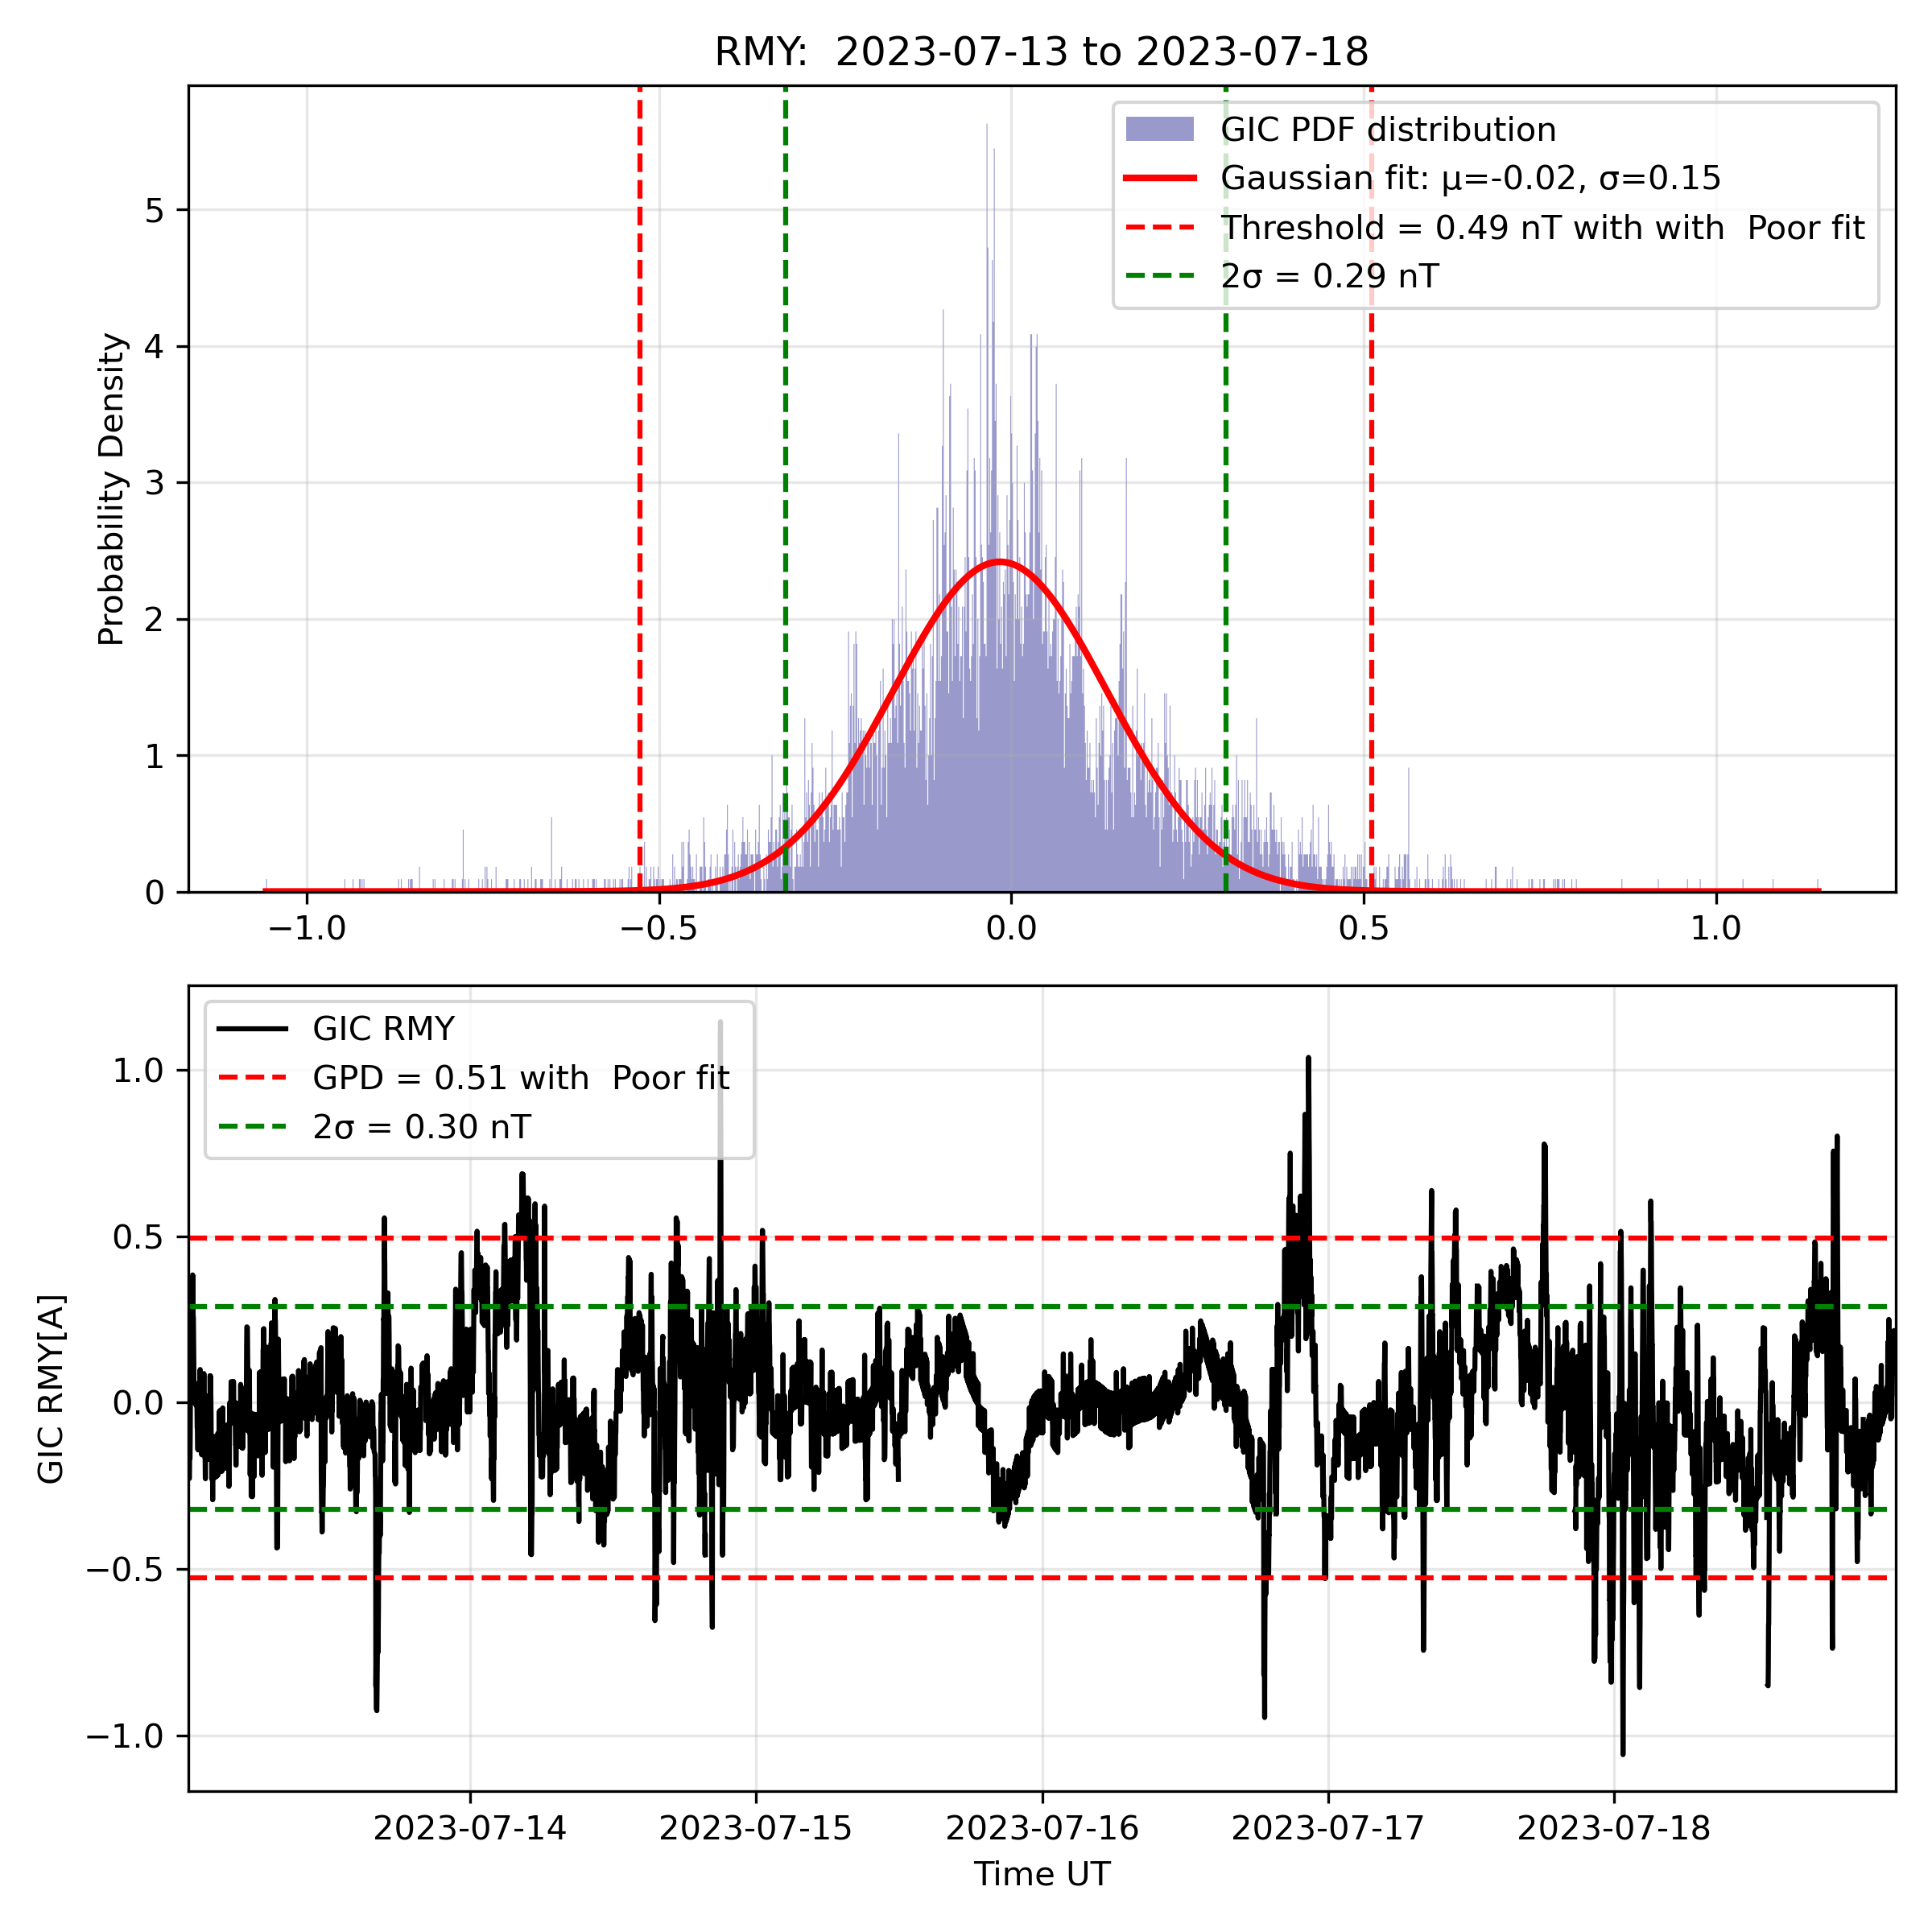 RMY:  2023-07-13 to 2023-07-18
GIC PDF distribution
Gaussian fit: μ=-0.02, σ=0.15
Threshold = 0.49 nT with with  Poor fit
2σ = 0.29 nT
Probability Density
5
4
3
2
1
0
−1.0
−0.5
0.0
0.5
1.0
GIC RMY
GPD = 0.51 with  Poor fit
2σ = 0.30 nT
GIC RMY[A]
1.0
0.5
0.0
−0.5
−1.0
2023-07-14
2023-07-15
2023-07-16
2023-07-17
2023-07-18
Time UT